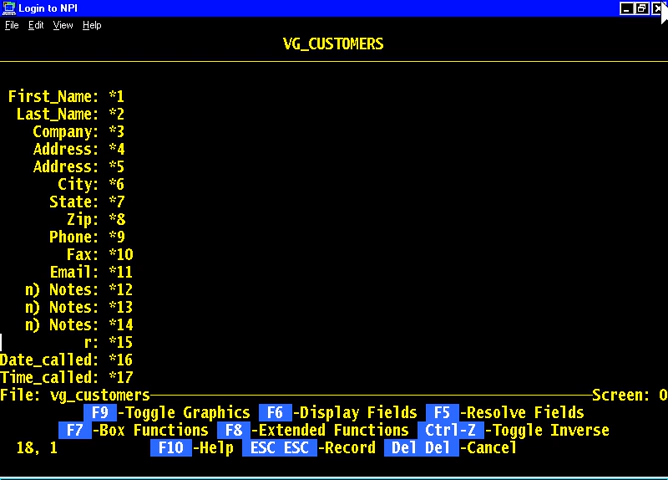 Login to NPI
File Edit View Help
VG_CUSTOMERS
First_Name: *1
Last_Name: *2
Company: *3
Address: *4
Address: *5
City: *6
State: *7
Zip: *8
Phone: *9
Fax: *10
Email: *11
n) Notes: *12
n) Notes: *13
n) Notes: *14
r: *15
Date_called: *16
Time_called: *17
File: vg_customers Screen: 0
F9 -Toggle Graphics F6 -Display Fields F5 -Resolve Fields
F7 -Box Functions F8 -Extended Functions Ctrl-Z -Toggle Inverse
18, 1 F10 -Help ESC ESC -Record Del Del -Cancel